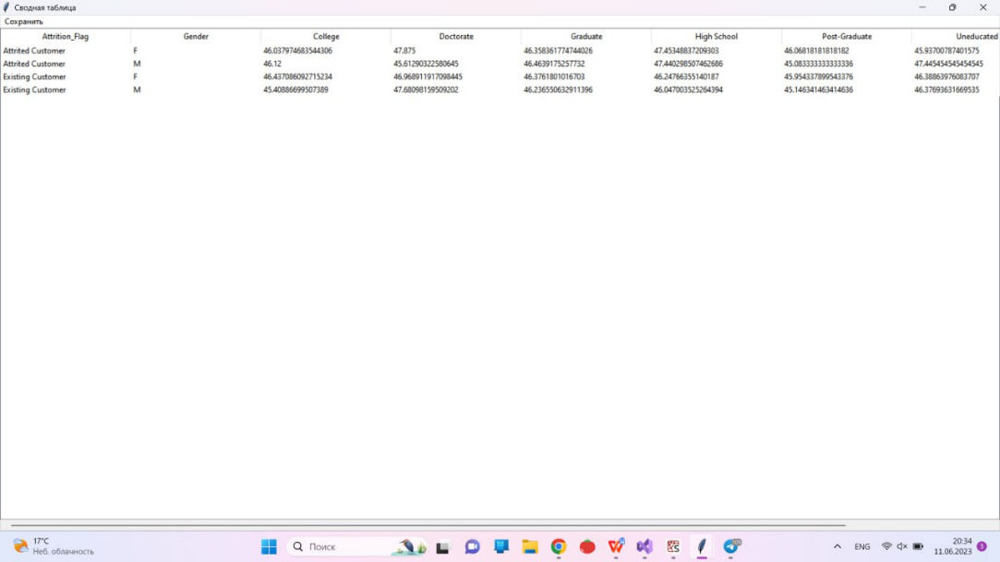 Сводная таблица
Сохранить
Attrition_Flag Gender College Doctorate Graduate High School Post-Graduate Uneducated
Attrited Customer F 46.037974683544306 47.875 46.358361774744026 47.45348837209303 46.06818181818182 45.93700787401575
Attrited Customer M 46.12 45.61290322580645 46.4639175257732 47.440298507462686 45.083333333333336 47.445454545454545
Existing Customer F 46.437086092715234 46.968911917098445 46.3761801016703 46.24766355140187 45.954337899543376 46.38863976083707
Existing Customer M 45.40886699507389 47.68098159509202 46.236550632911396 46.047003525264394 45.146341463414636 46.37693631669535
17°C
Неб. облачность
Поиск
ENG
20:34
11.06.2023
3